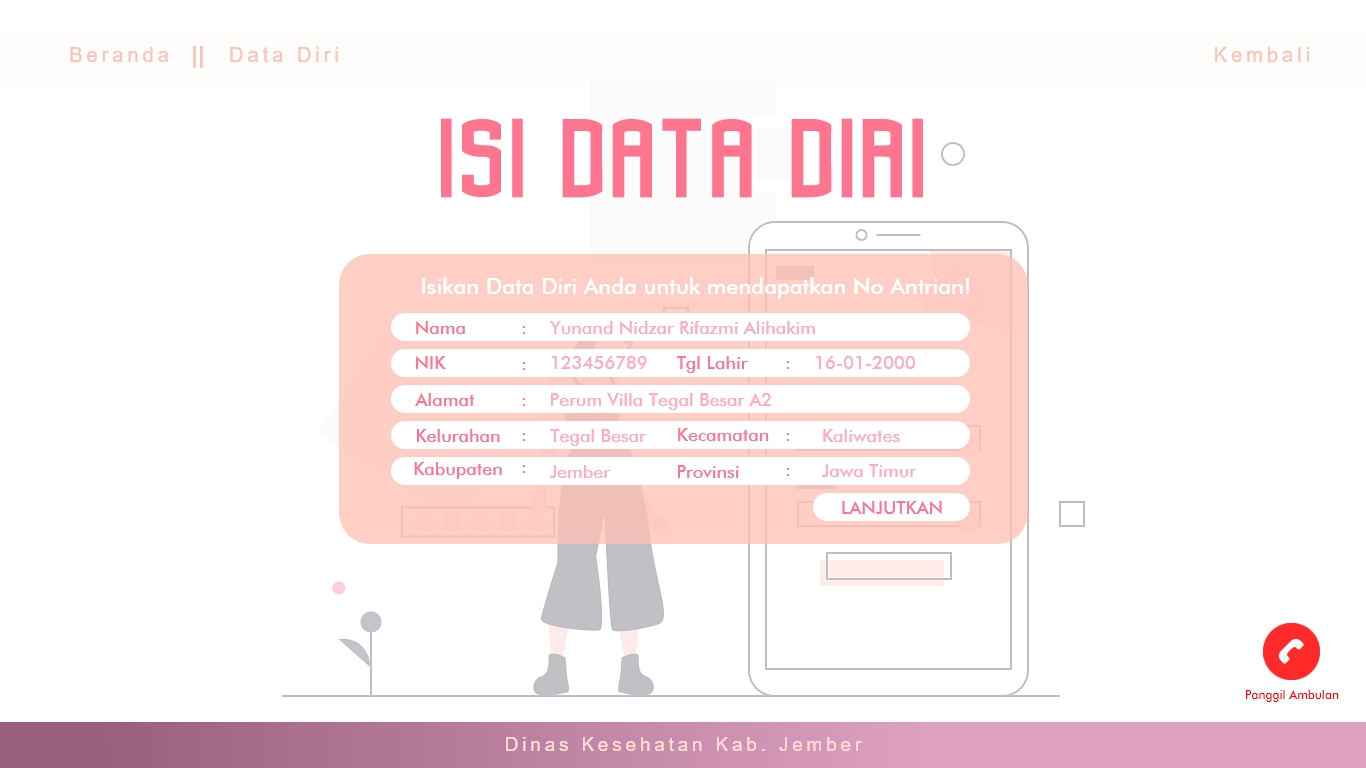 Beranda || Data Diri Kembali
ISI DATA DIRI
Isikan Data Diri Anda untuk mendapatkan No Antrian!
Nama : Yunand Nidzar Rifazmi Alihakim
NIK : 123456789 Tgl Lahir : 16-01-2000
Alamat : Perum Villa Tegal Besar A2
Kelurahan : Tegal Besar Kecamatan : Kaliwates
Kabupaten : Jember Provinsi : Jawa Timur
LANJUTKAN
Panggil Ambulan
Dinas Kesehatan Kab. Jember